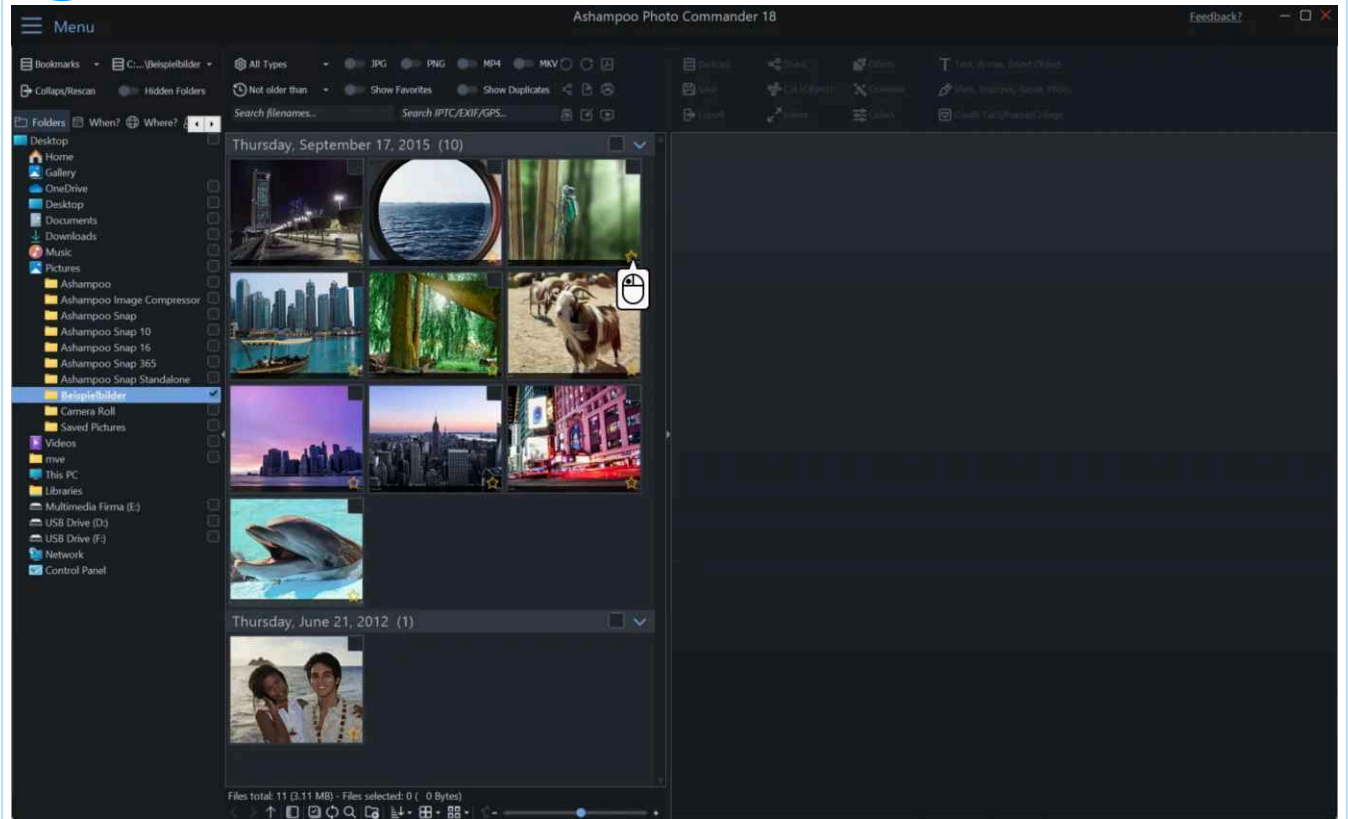 Ashampoo Photo Commander 18
Feedback?
Menu
Bookmarks
C:...\Beispielbilder
All Types
JPG
PNG
MP4
MKV
Collaps/Rescan
Hidden Folders
Not older than
Show Favorites
Show Duplicates
Search filenames...
Search IPTC/EXIF/GPS...
Save
Export
Effects
Colors
Folders
When?
Where?
Desktop
Home
Gallery
OneDrive
Desktop
Documents
Downloads
Music
Pictures
Ashampoo
Ashampoo Image Compressor
Ashampoo Snap
Ashampoo Snap 10
Ashampoo Snap 16
Ashampoo Snap 365
Ashampoo Snap Standalone
Beispielbilder
Camera Roll
Saved Pictures
Videos
mve
This PC
Libraries
Multimedia Firma (E:)
USB Drive (D:)
USB Drive (F:)
Network
Control Panel
Thursday, September 17, 2015 (10)
Thursday, June 21, 2012 (1)
Files total: 11 (3.11 MB) - Files selected: 0 ( 0 Bytes)